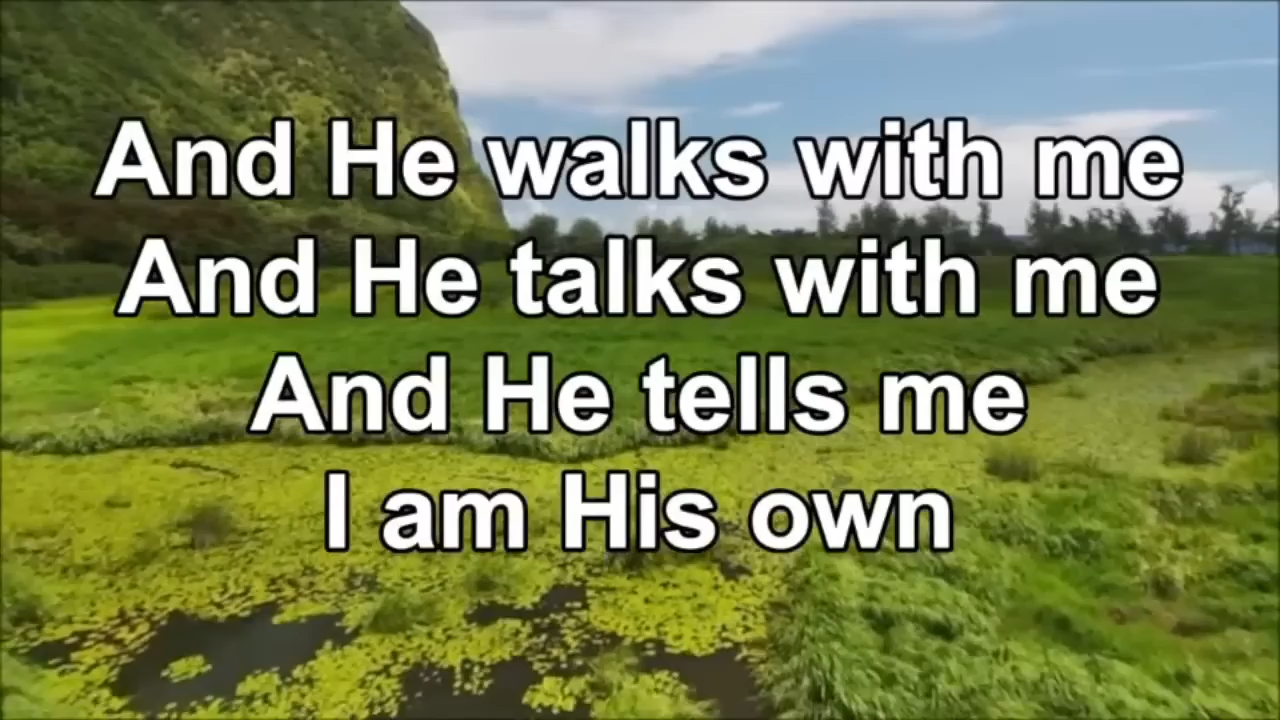 And He walks with me
And He talks with me
And He tells me
I am His own